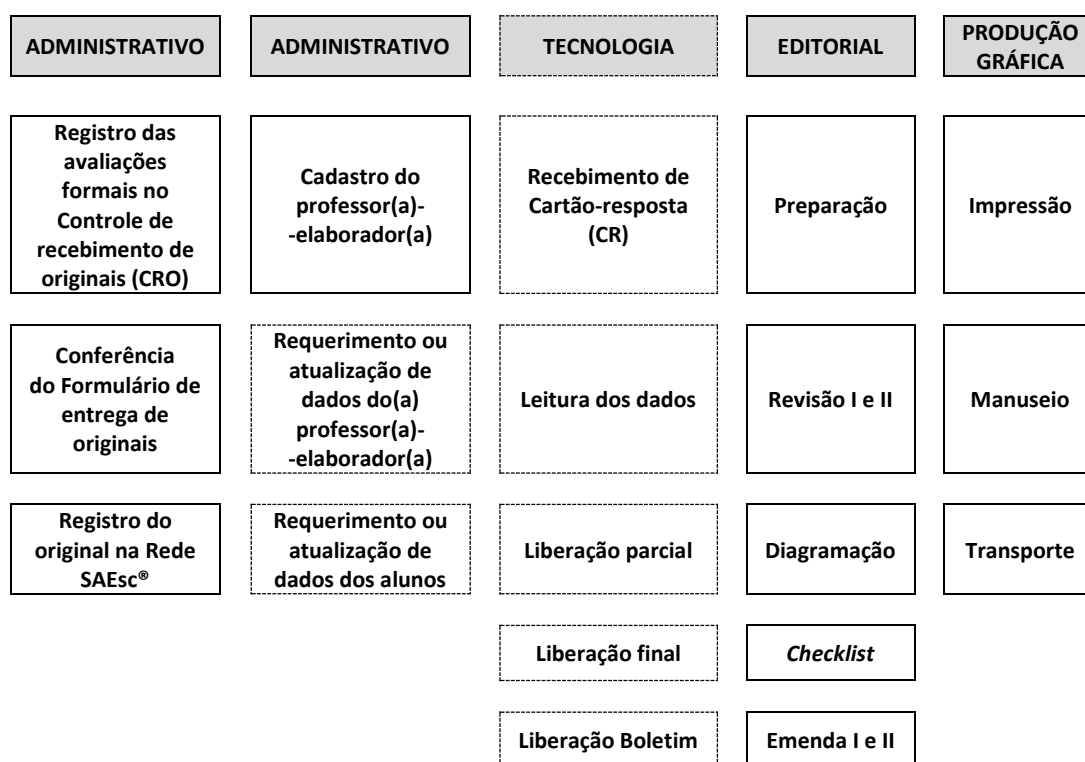 ADMINISTRATIVO
ADMINISTRATIVO
TECNOLOGIA
EDITORIAL
PRODUÇÃO
GRÁFICA
Registro das
avaliações
formais no
Controle de
recebimento de
originais (CRO)
Cadastro do
professor(a)-
-elaborador(a)
Recebimento de
Cartão-resposta
(CR)
Preparação
Impressão
Conferência
do Formulário de
entrega de
originais
Requerimento ou
atualização de
dados do(a)
professor(a)-
-elaborador(a)
Leitura dos dados
Revisão I e II
Manuseio
Registro do
original na Rede
SAEsc®
Requerimento ou
atualização de
dados dos alunos
Liberação parcial
Diagramação
Transporte
Liberação final
Checklist
Liberação Boletim
Emenda I e II